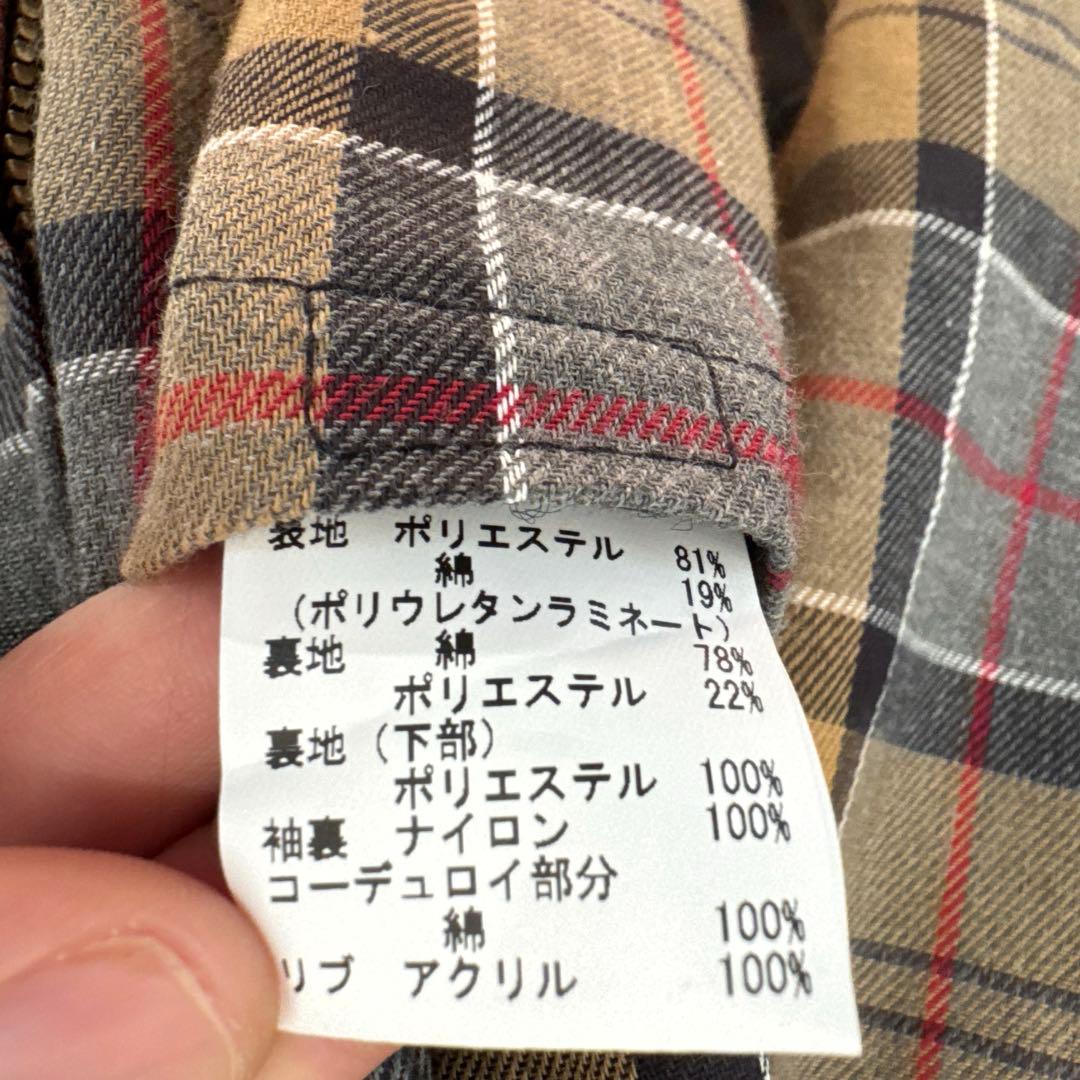 表地 ポリエステル 81%
綿 19%
(ポリウレタンラミネート)
裏地 綿 78%
ポリエステル 22%
裏地(下部)
ポリエステル 100%
袖裏 ナイロン 100%
コーデュロイ部分
綿 100%
リブ アクリル 100%